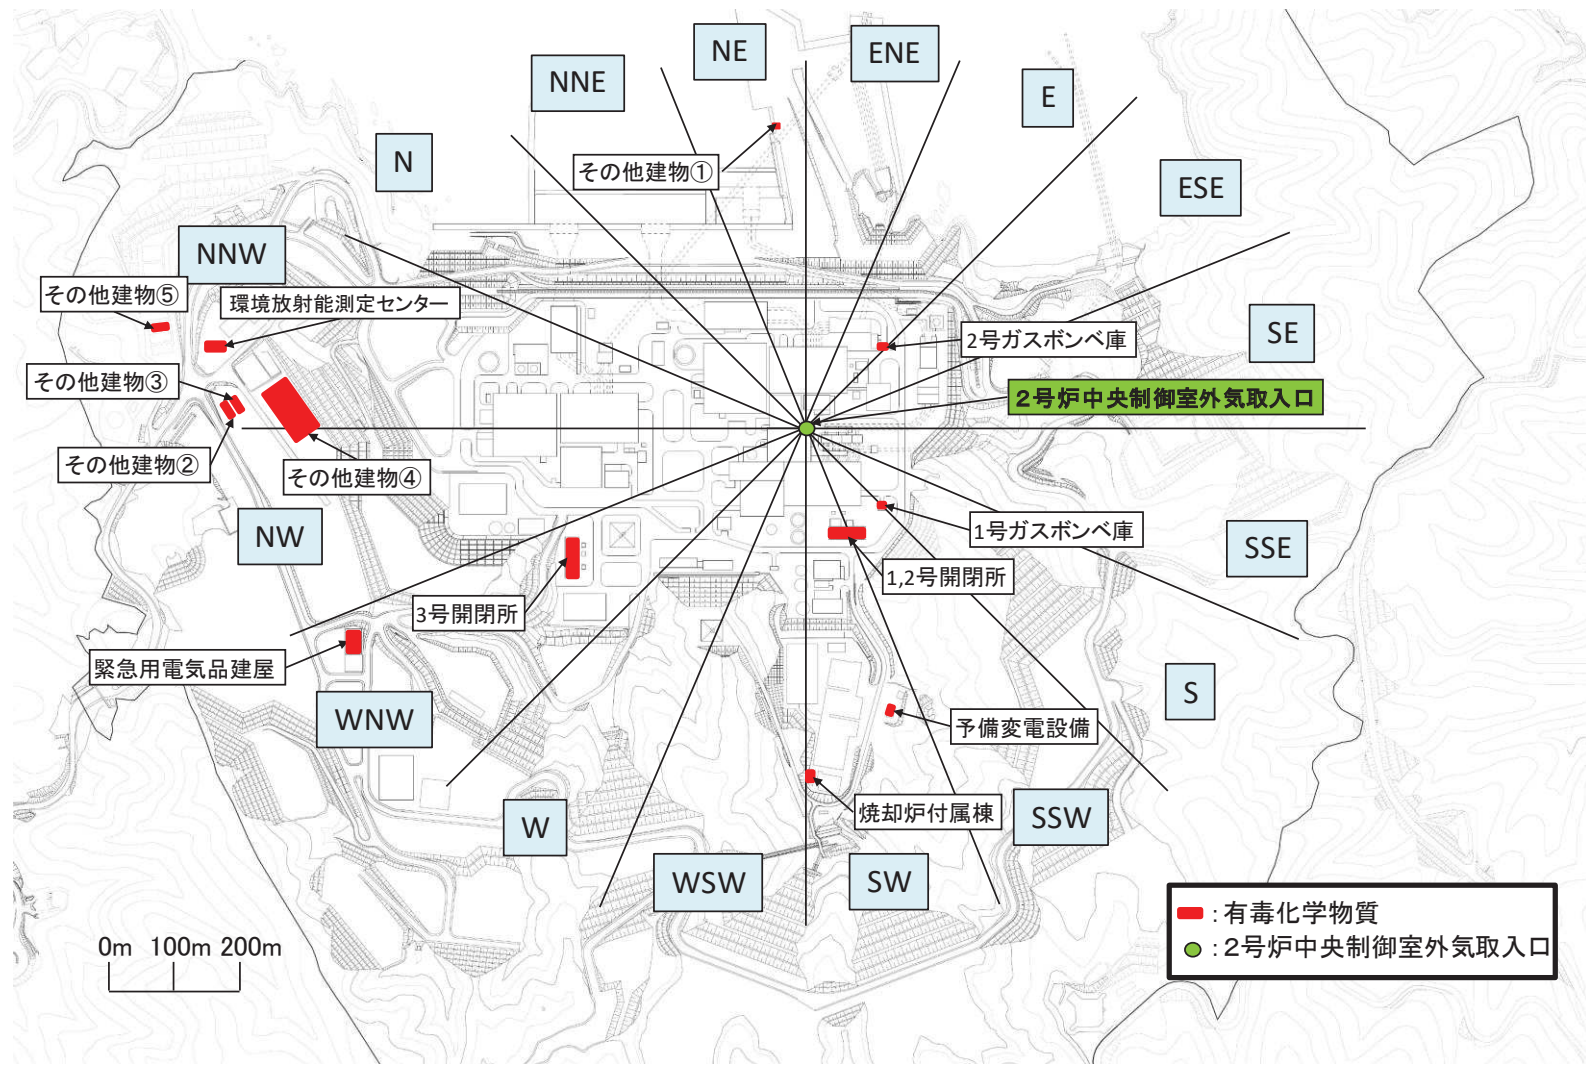 NE
ENE
NNE
E
N
その他建物①
ESE
NNW
その他建物⑤
環境放射能測定センター
SE
2号ガスボンベ庫
その他建物③
2号炉中央制御室外気取入口
その他建物②
その他建物④
NW
1号ガスボンベ庫
SSE
1,2号開閉所
3号開閉所
緊急用電気品建屋
S
WNW
予備変電設備
焼却炉付属棟
SSW
W
WSW
SW
:有毒化学物質
:2号炉中央制御室外気取入口
0m 100m 200m